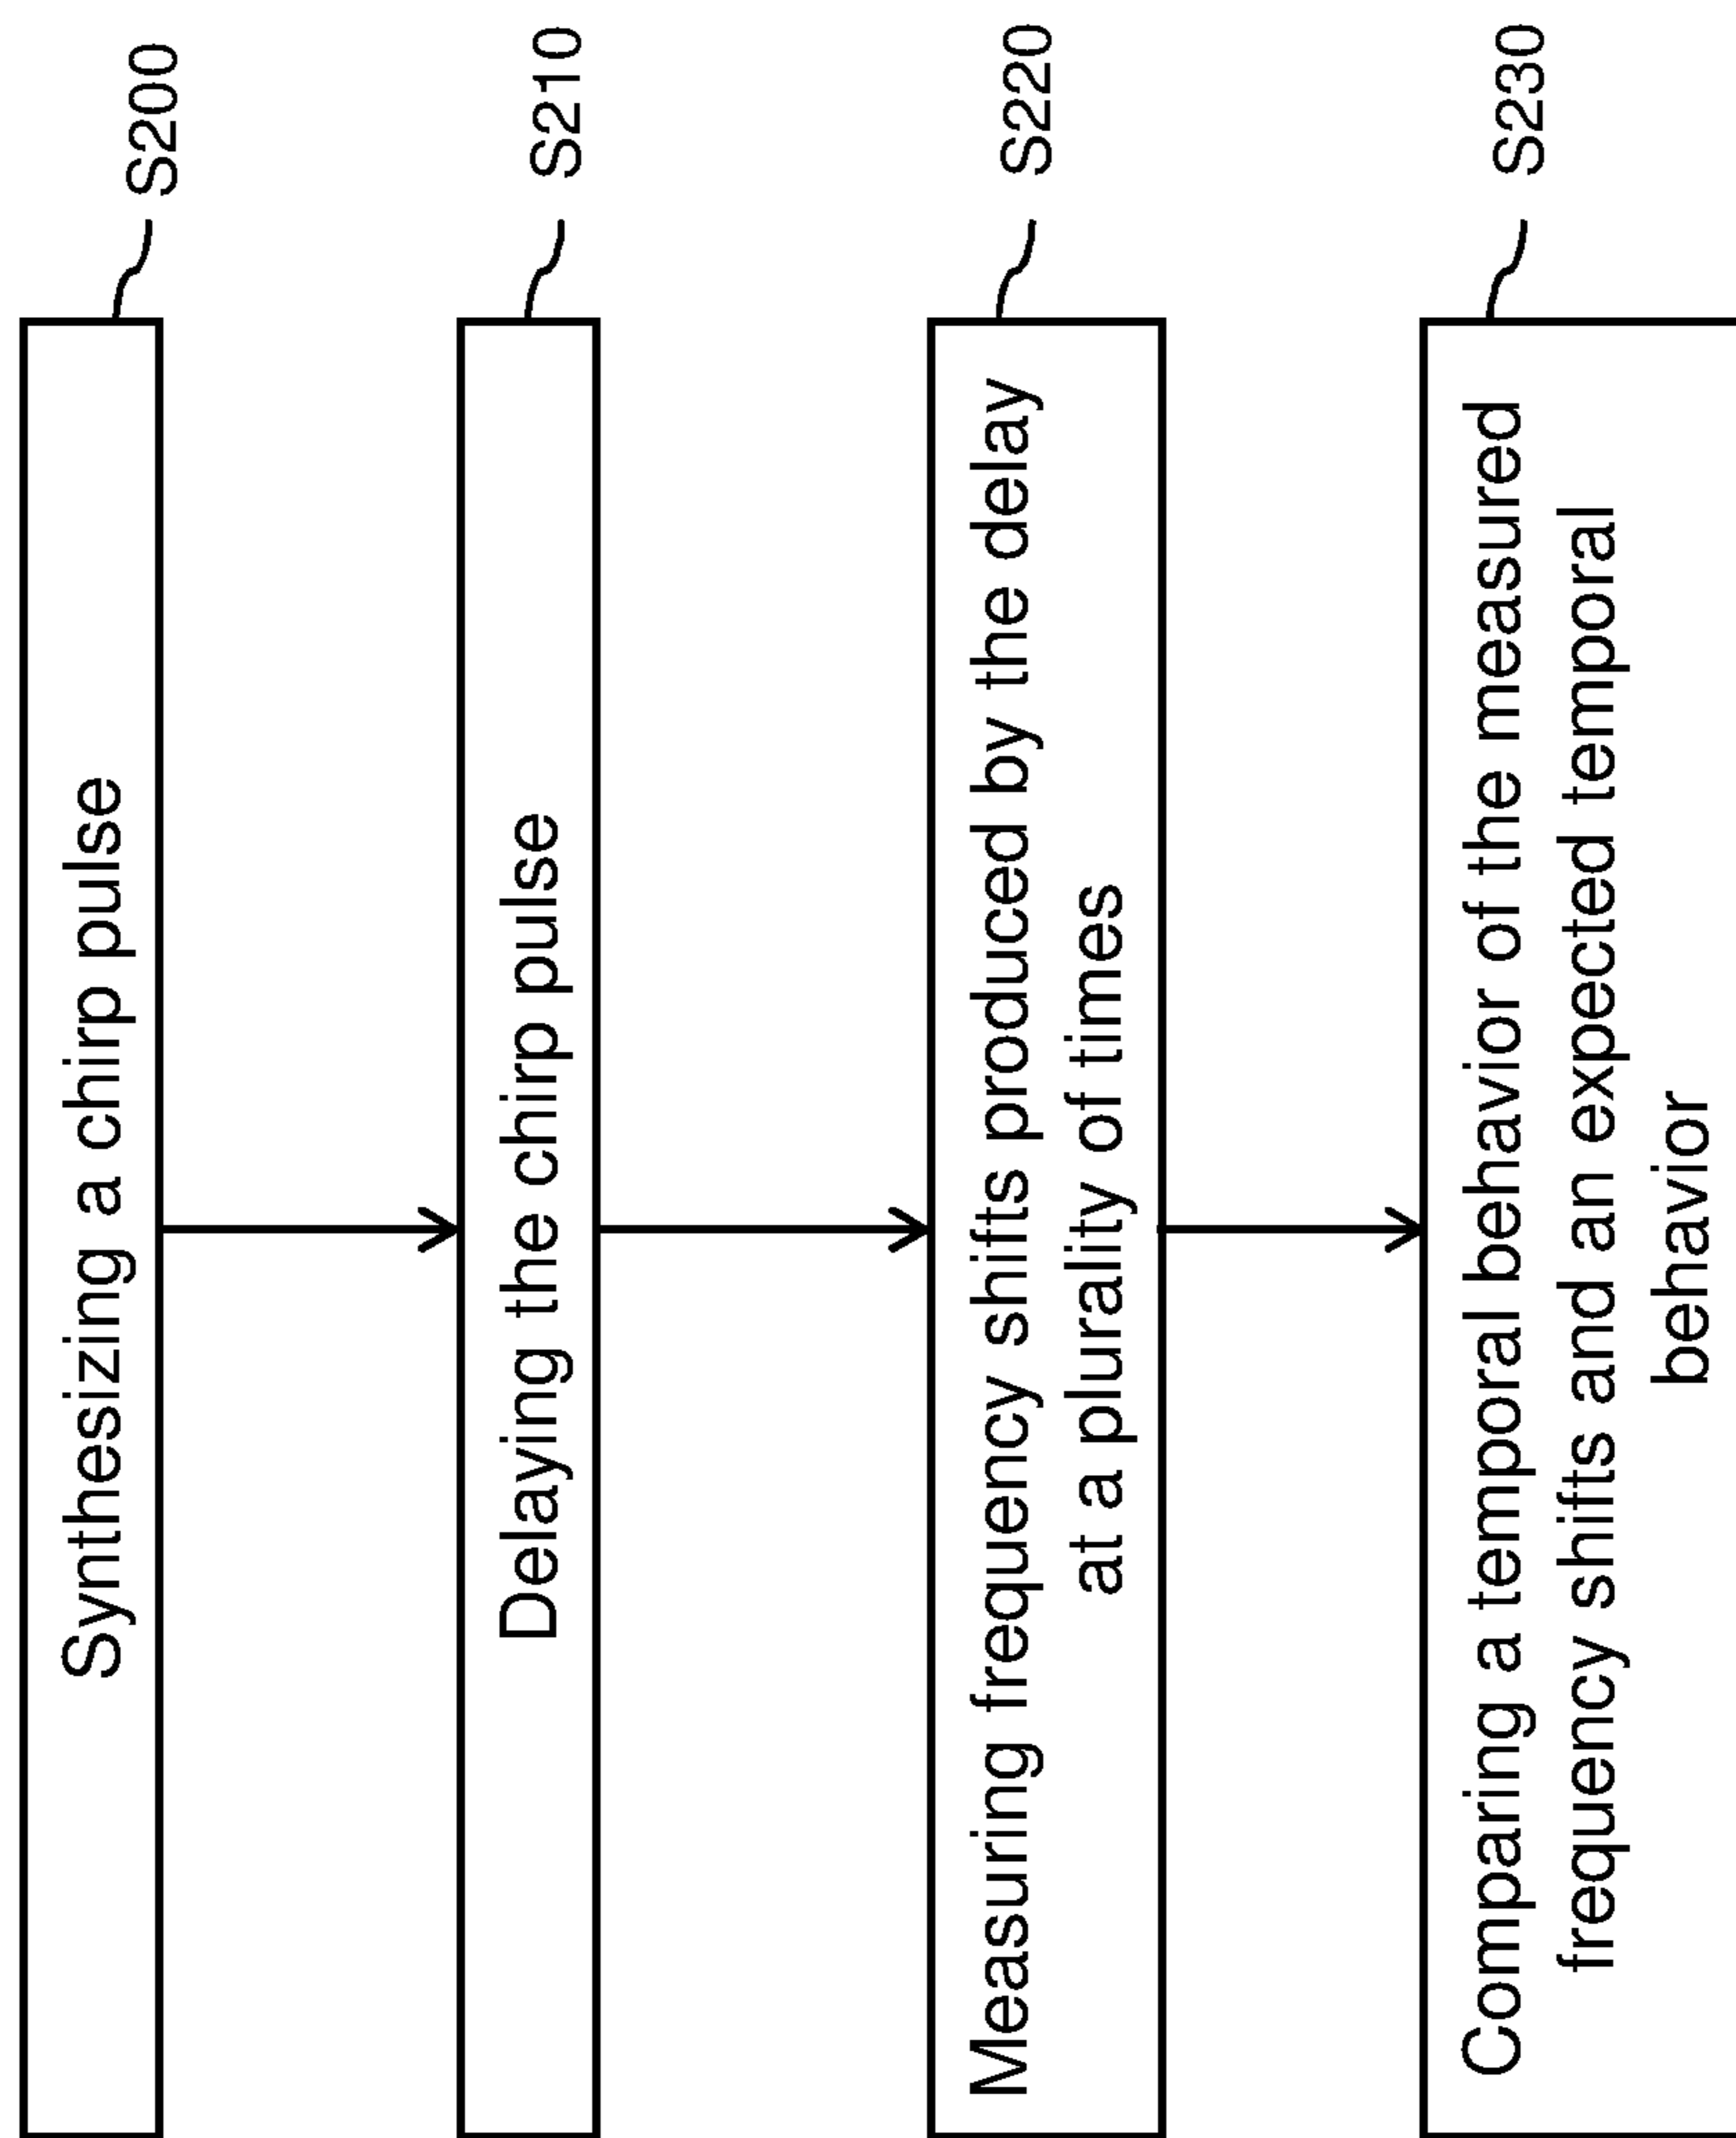 Synthesizing a chirp pulse
S200
Delaying the chirp pulse
S210
Measuring frequency shifts produced by the delay
at a plurality of times
S220
Comparing a temporal behavior of the measured
frequency shifts and an expected temporal
behavior
S230